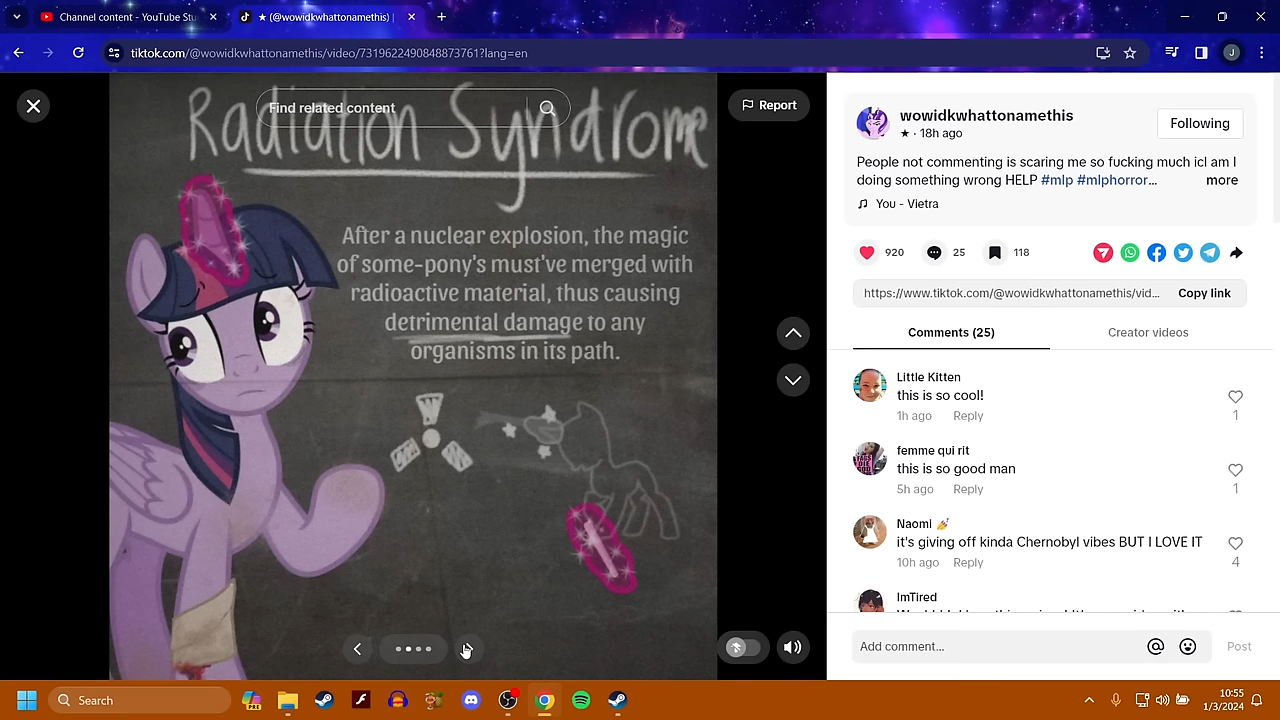 Channel content - YouTube Stu
★ (@wowidkwhattonamethis) |
tiktok.com/@wowidkwhattonamethis/video/7319622490848873761?lang=en
J
Radiation Syndrome
Find related content
Report
After a nuclear explosion, the magic
of some-pony's must've merged with
radioactive material, thus causing
detrimental damage to any
organisms in its path.
wowidkwhattonamethis
★ · 18h ago
Following
People not commenting is scaring me so fucking much icl am I
doing something wrong HELP #mlp #mlphorror...
more
You - Vietra
920
25
118
https://www.tiktok.com/@wowidkwhattonamethis/vid...
Copy link
Comments (25)
Creator videos
Little Kitten
this is so cool!
1h ago Reply
1
femme qui rit
this is so good man
5h ago Reply
1
Naomi 💅
it's giving off kinda Chernobyl vibes BUT I LOVE IT
10h ago Reply
4
ImTired
Add comment...
Post
Search
10:55
1/3/2024